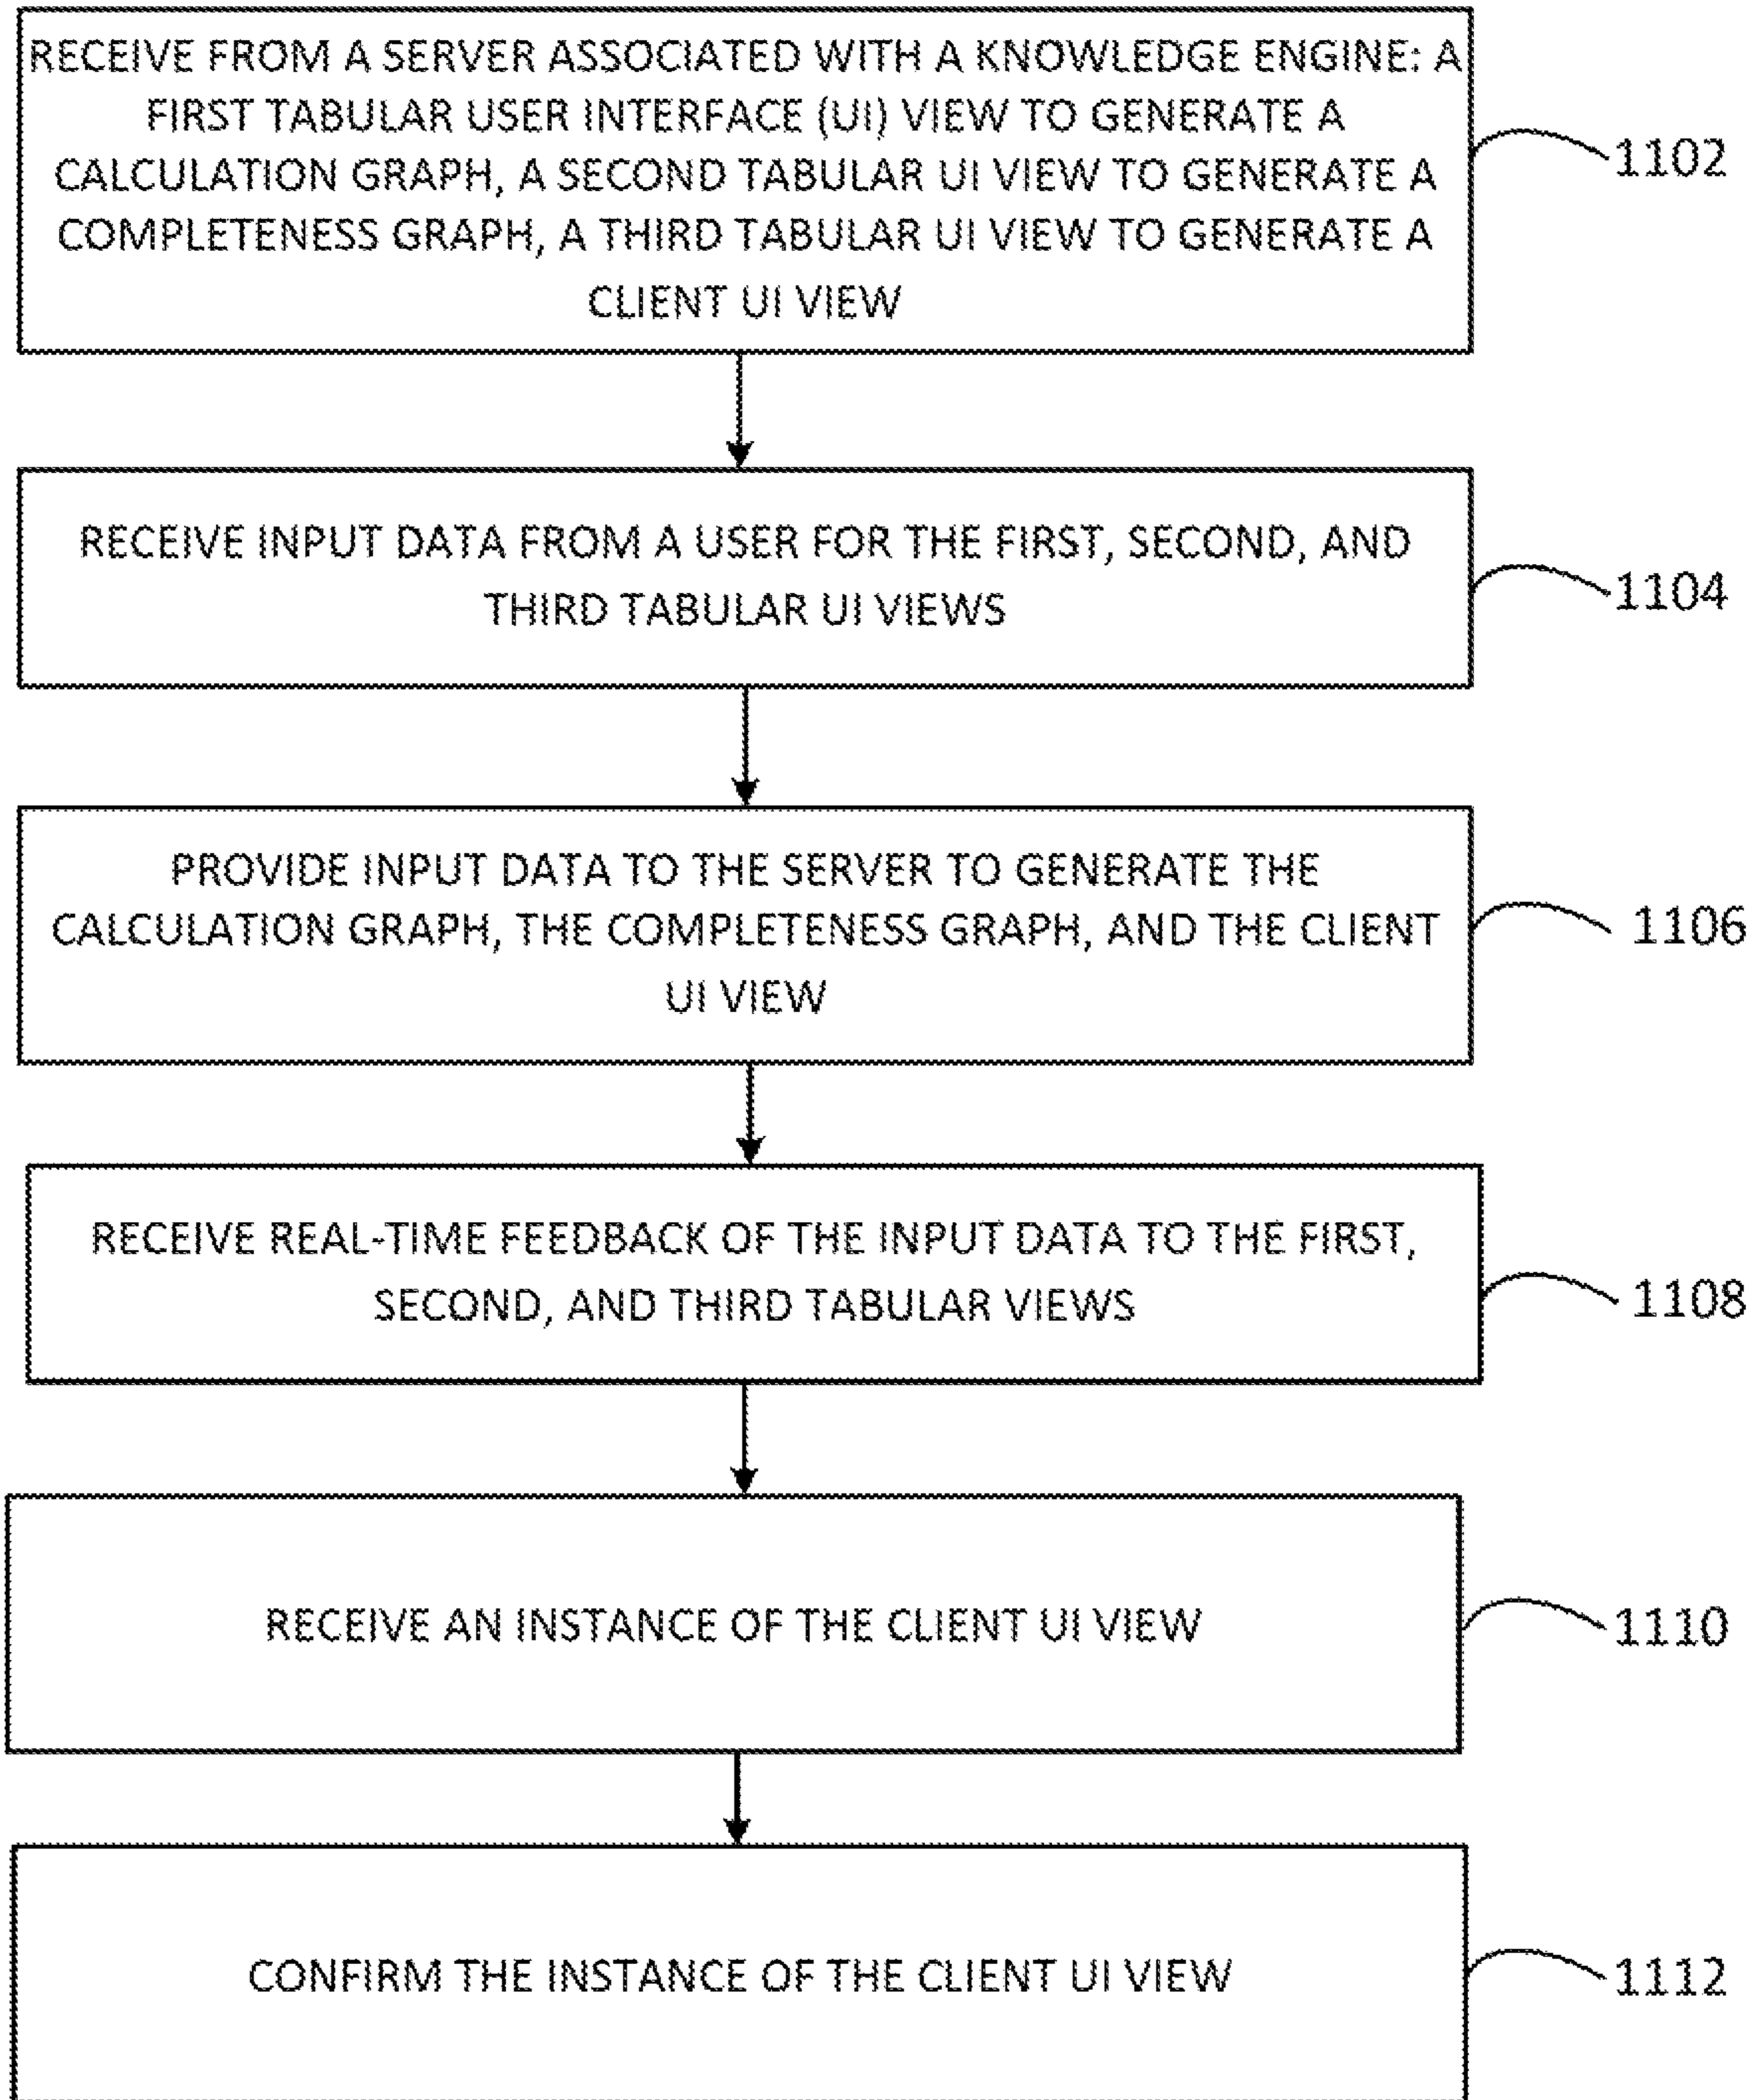 RECEIVE FROM A SERVER ASSOCIATED WITH A KNOWLEDGE ENGINE: A
FIRST TABULAR USER INTERFACE (UI) VIEW TO GENERATE A
CALCULATION GRAPH, A SECOND TABULAR UI VIEW TO GENERATE A
COMPLETENESS GRAPH, A THIRD TABULAR UI VIEW TO GENERATE A
CLIENT UI VIEW
1102
RECEIVE INPUT DATA FROM A USER FOR THE FIRST, SECOND, AND
THIRD TABULAR UI VIEWS
1104
PROVIDE INPUT DATA TO THE SERVER TO GENERATE THE
CALCULATION GRAPH, THE COMPLETENESS GRAPH, AND THE CLIENT
UI VIEW
1106
RECEIVE REAL-TIME FEEDBACK OF THE INPUT DATA TO THE FIRST,
SECOND, AND THIRD TABULAR VIEWS
1108
RECEIVE AN INSTANCE OF THE CLIENT UI VIEW
1110
CONFIRM THE INSTANCE OF THE CLIENT UI VIEW
1112